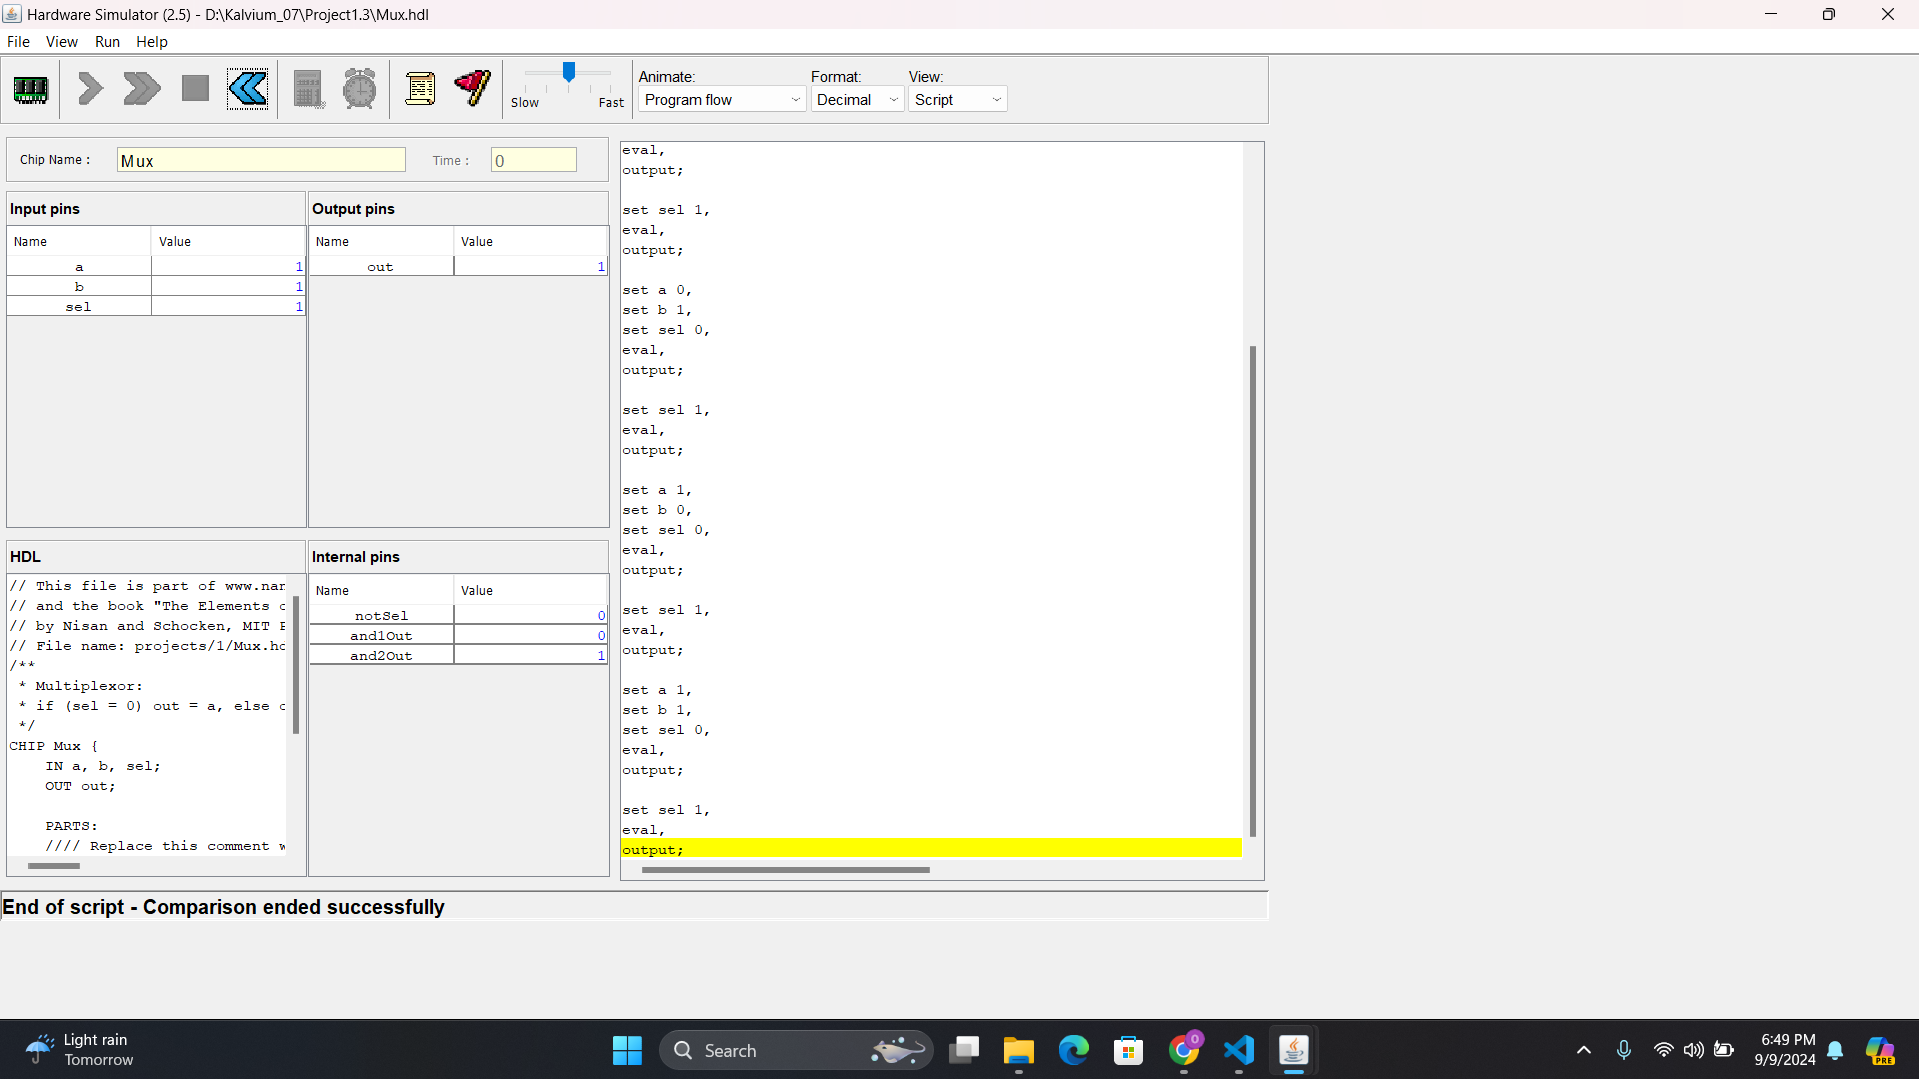 Hardware Simulator (2.5) - D:\Kalvium_07\Project1.3\Mux.hdl
File View Run Help
Slow Fast
Animate:
Program flow
Format:
Decimal
View:
Script
Chip Name : Mux Time : 0
Input pins
Name Value
a 1
b 1
sel 1
Output pins
Name Value
out 1
HDL
// This file is part of www.nan
// and the book "The Elements o
// by Nisan and Schocken, MIT P
// File name: projects/1/Mux.hd
/**
* Multiplexor:
* if (sel = 0) out = a, else o
*/
CHIP Mux {
IN a, b, sel;
OUT out;
PARTS:
//// Replace this comment w
Internal pins
Name Value
notSel 0
and1Out 0
and2Out 1
eval,
output;
set sel 1,
eval,
output;
set a 0,
set b 1,
set sel 0,
eval,
output;
set sel 1,
eval,
output;
set a 1,
set b 0,
set sel 0,
eval,
output;
set sel 1,
eval,
output;
set a 1,
set b 1,
set sel 0,
eval,
output;
set sel 1,
eval,
output;
End of script - Comparison ended successfully
Light rain
Tomorrow
Search
0
6:49 PM
9/9/2024
PRE